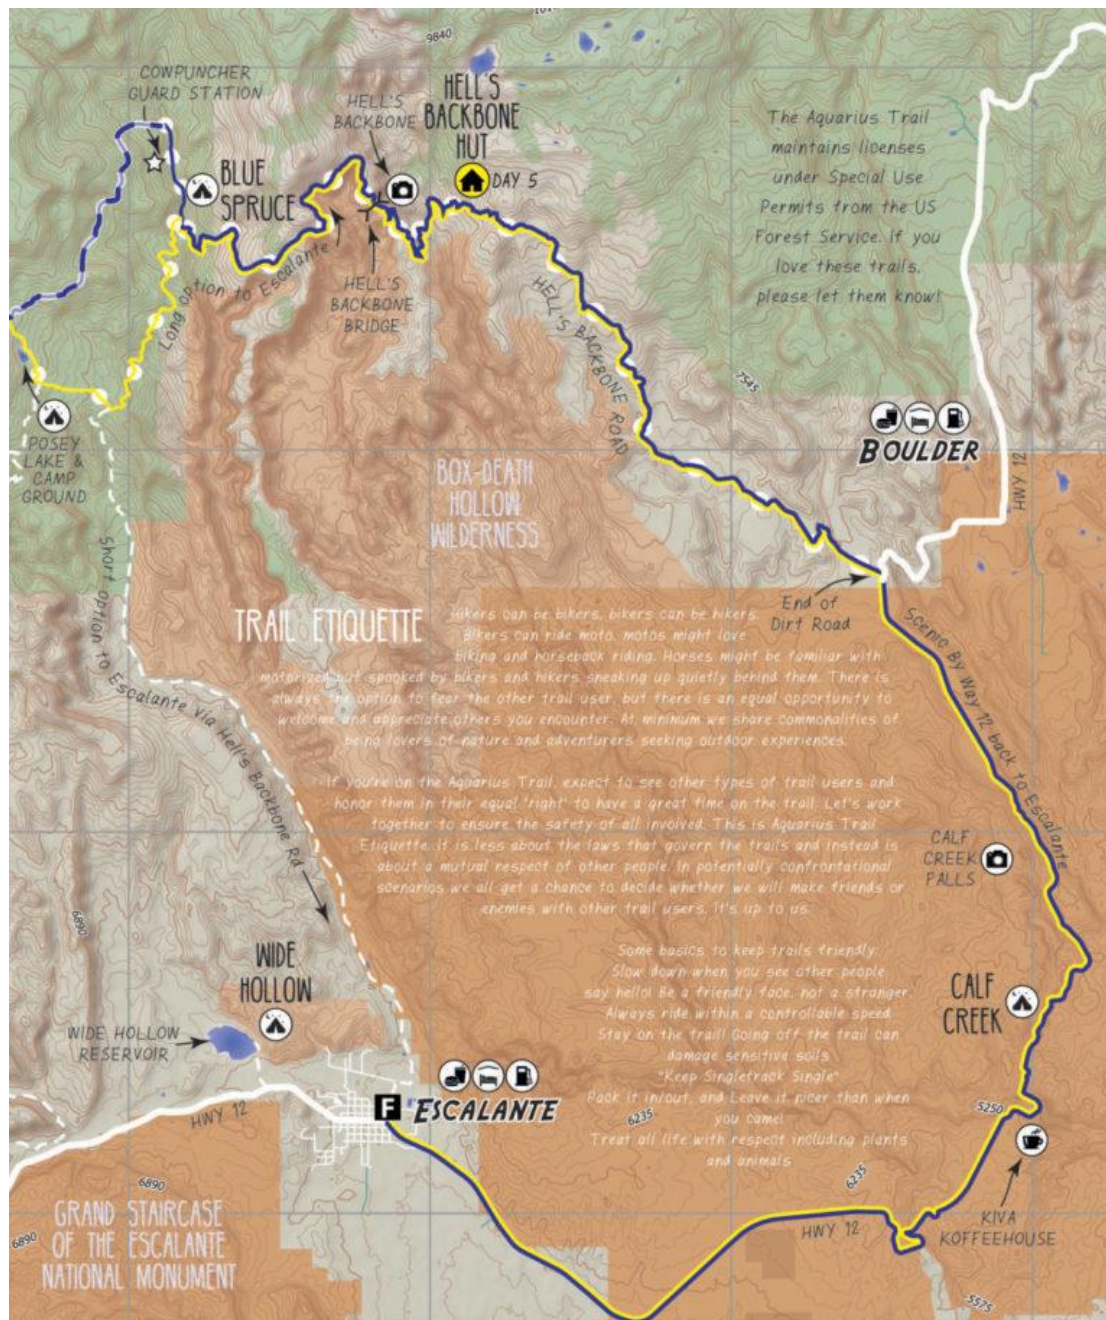 9840
COWPUNCHER
GUARD STATION
HELL'S
BACKBONE
HELL'S
BACKBONE
HUT
DAY 5
BLUE
SPRUCE
The Aquarius Trail
maintains licenses
under Special Use
Permits from the US
Forest Service. If you
love these trails,
please let them know!
Long option to Escalante
HELL'S
BACKBONE
BRIDGE
HELL'S BACKBONE ROAD
7545
POSEY
LAKE &
CAMP
GROUND
BOULDER
HWY 12
BOX-DEATH
HOLLOW
WILDERNESS
Short option to Escalante via Hell's Backbone Rd
End of
Dirt Road
Scenic By Way 12 back to Escalante
TRAIL ETIQUETTE
Hikers can be bikers, bikers can be hikers.
Bikers can ride moto, motos might love
biking and horseback riding. Horses might be familiar with
motorized but spooked by bikers and hikers sneaking up quietly behind them. There is
always the option to fear the other trail user, but there is an equal opportunity to
welcome and appreciate others you encounter. At minimum we share commonalities of
being lovers of nature and adventurers seeking outdoor experiences.
If you're on the Aquarius Trail, expect to see other types of trail users and
honor them in their equal 'right' to have a great time on the trail. Let's work
together to ensure the safety of all involved. This is Aquarius Trail
Etiquette. It is less about the laws that govern the trails and instead is
about a mutual respect of other people. In potentially confrontational
scenarios we all get a chance to decide whether we will make friends or
enemies with other trail users. It's up to us.
Some basics to keep trails friendly:
Slow down when you see other people
say hello! Be a friendly face, not a stranger.
Always ride within a controllable speed
Stay on the trail! Going off the trail can
damage sensitive soils
"Keep Singletrack Single"
Pack it in/out, and Leave it nicer than when
you came!
Treat all life with respect including plants
and animals
CALF
CREEK
FALLS
6890
WIDE
HOLLOW
CALF
CREEK
WIDE HOLLOW
RESERVOIR
F
ESCALANTE
HWY 12
6235
5250
6235
6890
GRAND STAIRCASE
OF THE ESCALANTE
NATIONAL MONUMENT
6890
HWY 12
KIVA
KOFFEEHOUSE
5575